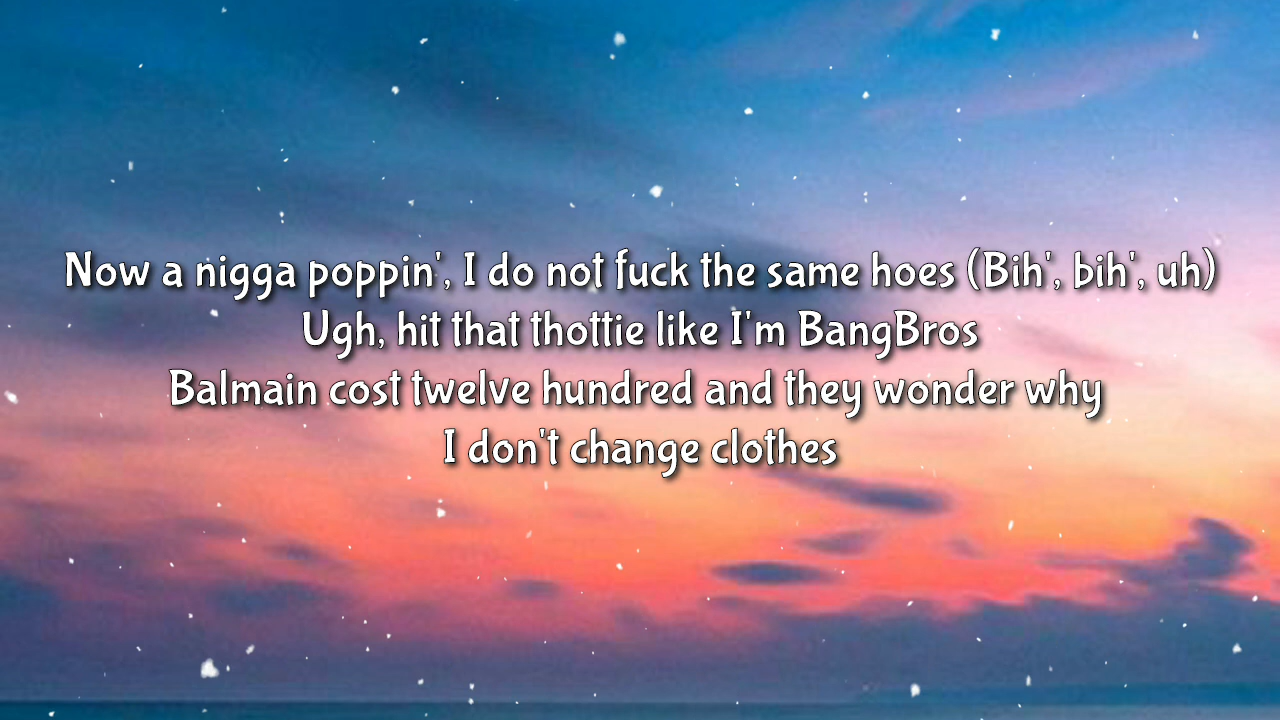 Now a nigga poppin', I do not fuck the same hoes (Bih', bih', uh)
Ugh, hit that thottie like I'm BangBros
Balmain cost twelve hundred and they wonder why
I don't change clothes